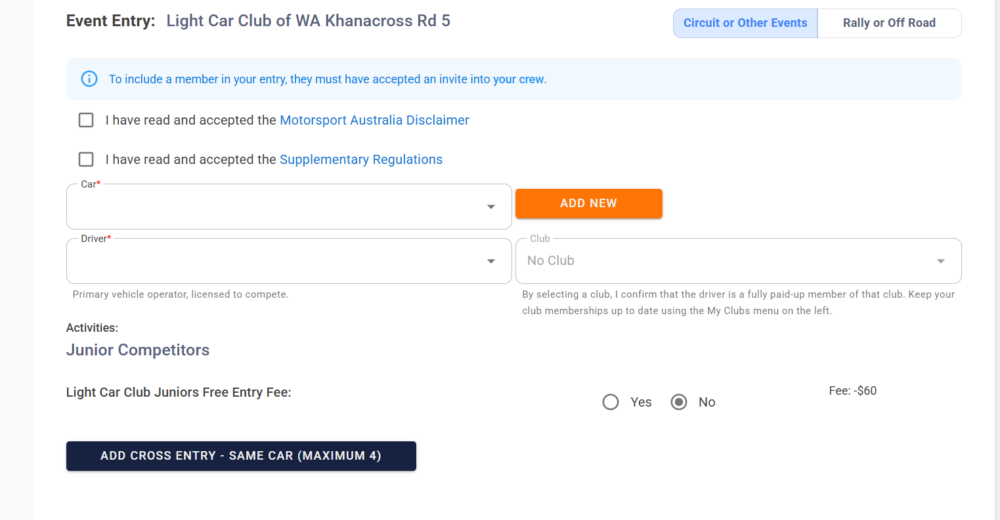 Event Entry: Light Car Club of WA Khanacross Rd 5
Circuit or Other Events
Rally or Off Road
To include a member in your entry, they must have accepted an invite into your crew.
I have read and accepted the Motorsport Australia Disclaimer
I have read and accepted the Supplementary Regulations
Car*
ADD NEW
Driver*
Club
No Club
Primary vehicle operator, licensed to compete.
By selecting a club, I confirm that the driver is a fully paid-up member of that club. Keep your
club memberships up to date using the My Clubs menu on the left.
Activities:
Junior Competitors
Light Car Club Juniors Free Entry Fee:
Yes
No
Fee: -$60
ADD CROSS ENTRY - SAME CAR (MAXIMUM 4)